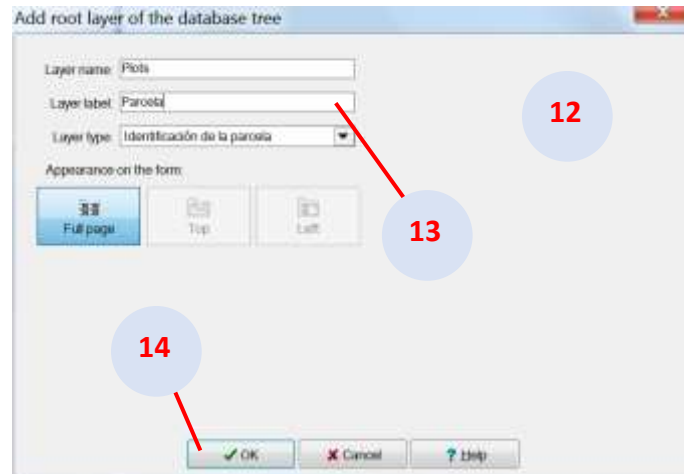 Add root layer of the database tree
Layer name: Plots
Layer label: Parcela
12
Layer type: Identificación de la parcela
Appearance on the form:
Full page Top Left
13
14
OK Cancel ? Help